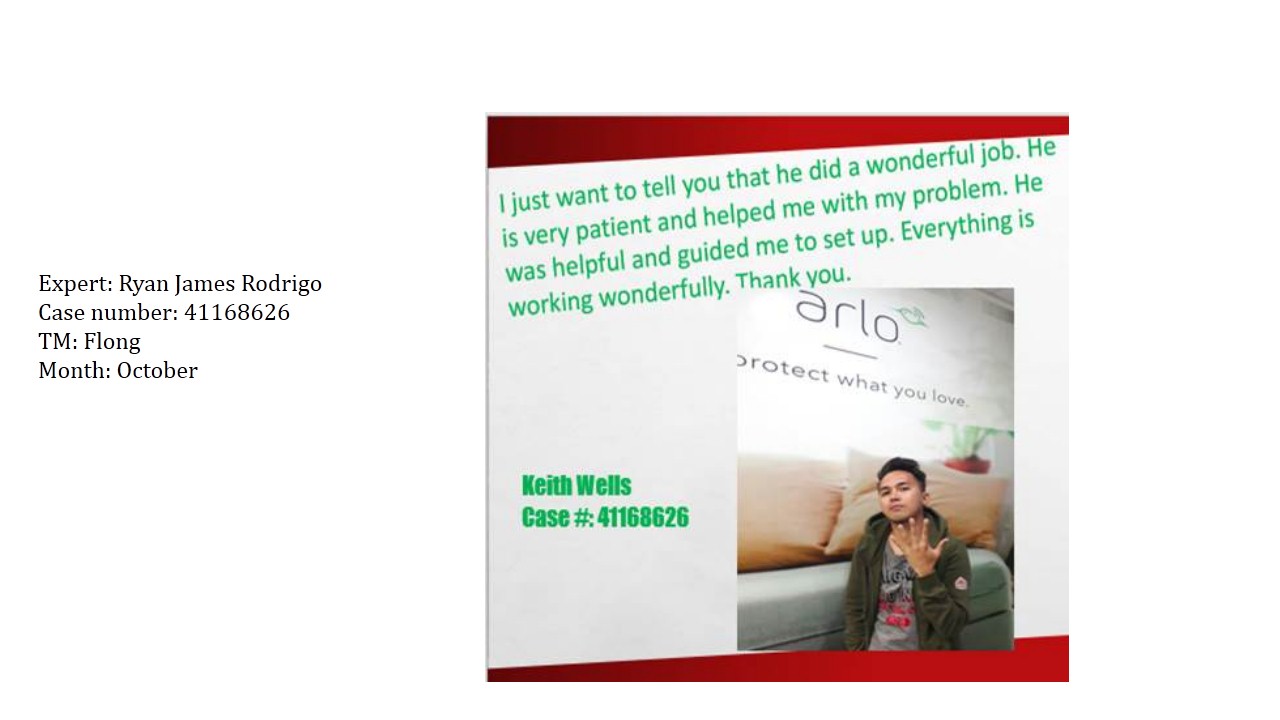 Expert: Ryan James Rodrigo
Case number: 41168626
TM: Flong
Month: October
I just want to tell you that he did a wonderful job. He
is very patient and helped me with my problem. He
was helpful and guided me to set up. Everything is
working wonderfully. Thank you.
arlo
protect what you love.
Keith Wells
Case #: 41168626